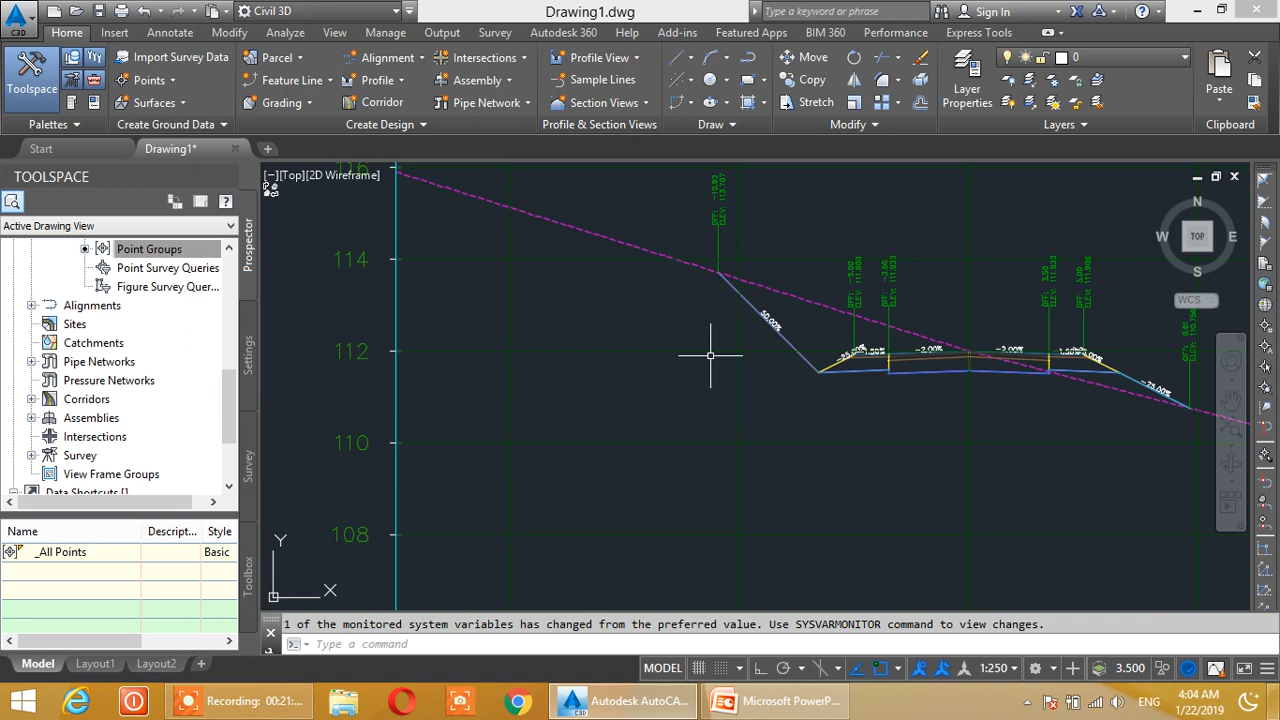 C3D
Civil 3D
Drawing1.dwg
Type a keyword or phrase
Sign In
Home Insert Annotate Modify Analyze View Manage Output Survey Autodesk 360 Help Add-ins Featured Apps BIM 360 Performance Express Tools
Toolspace
Palettes
Import Survey Data
Points
Surfaces
Create Ground Data
Parcel
Feature Line
Grading
Alignment
Profile
Corridor
Intersections
Assembly
Pipe Network
Create Design
Profile View
Sample Lines
Section Views
Profile & Section Views
Draw
Move
Copy
Stretch
Modify
0
Layer
Properties
Layers
Paste
Clipboard
Start
Drawing1*
TOOLSPACE
Active Drawing View
Point Groups
Point Survey Queries
Figure Survey Quer...
Alignments
Sites
Catchments
Pipe Networks
Pressure Networks
Corridors
Assemblies
Intersections
Survey
View Frame Groups
Data Shortcuts []
Name Descript... Style
_All Points Basic
Prospector
Settings
Survey
Toolbox
[−][Top][2D Wireframe]
116
114
112
110
108
50.00%
-2.00%
-2.00%
N
W TOP E
S
WCS
Y
X
1 of the monitored system variables has changed from the preferred value. Use SYSVARMONITOR command to view changes.
Type a command
Model Layout1 Layout2
MODEL
1:250
3.500
Recording: 00:21:...
Autodesk AutoCA...
Microsoft PowerP...
ENG
4:04 AM
1/22/2019